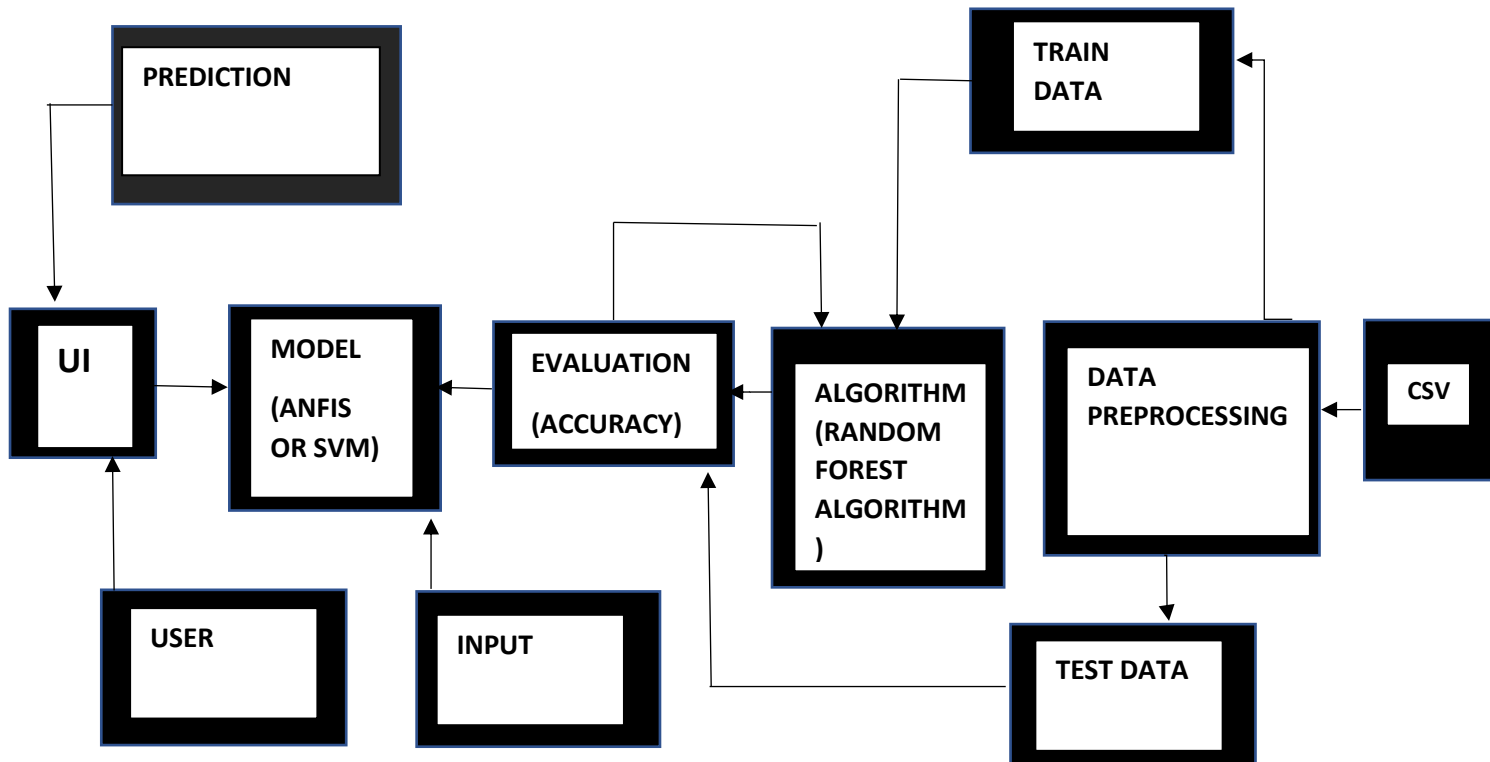 PREDICTION
TRAIN
DATA
UI
MODEL
(ANFIS
OR SVM)
EVALUATION
(ACCURACY)
ALGORITHM
(RANDOM
FOREST
ALGORITHM
)
DATA
PREPROCESSING
CSV
USER
INPUT
TEST DATA